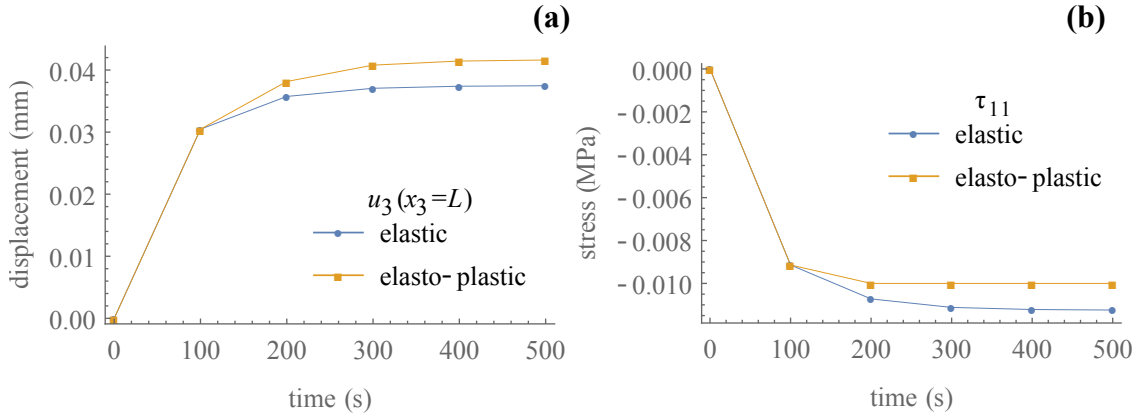 (a)
displacement (mm)
0.04
0.03
0.02
0.01
0.00
u3(x3=L)
elastic
elasto-plastic
0 100 200 300 400 500
time (s)
(b)
stress (MPa)
0.000
-0.002
-0.004
-0.006
-0.008
-0.010
τ11
elastic
elasto-plastic
0 100 200 300 400 500
time (s)